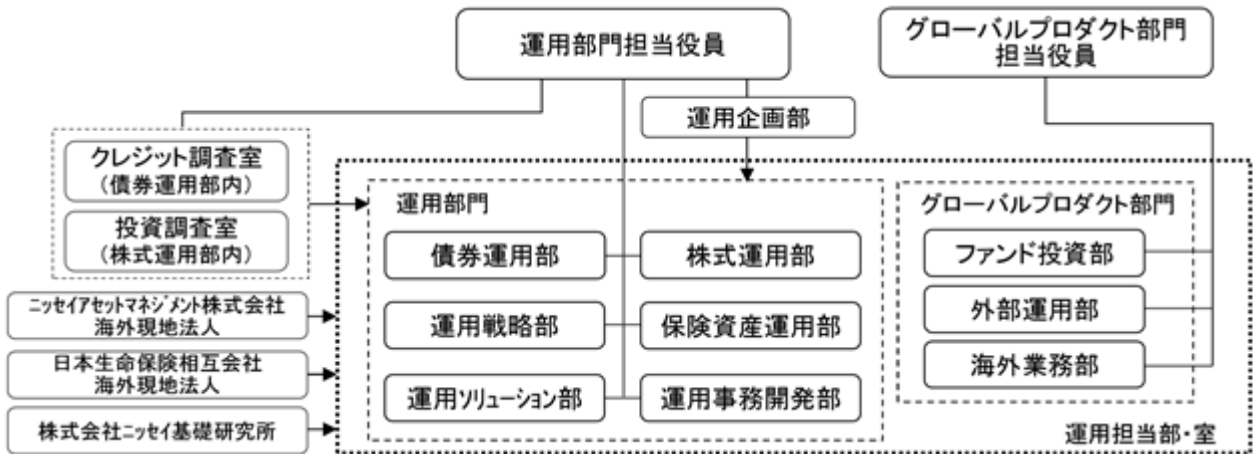 運用部門担当役員
グローバルプロダクト部門
担当役員
運用企画部
クレジット調査室
(債券運用部内)
投資調査室
(株式運用部内)
ニッセイアセットマネジメント株式会社
海外現地法人
日本生命保険相互会社
海外現地法人
株式会社ニッセイ基礎研究所
運用部門
債券運用部
株式運用部
運用戦略部
保険資産運用部
運用ソリューション部
運用事務開発部
グローバルプロダクト部門
ファンド投資部
外部運用部
海外業務部
運用担当部・室